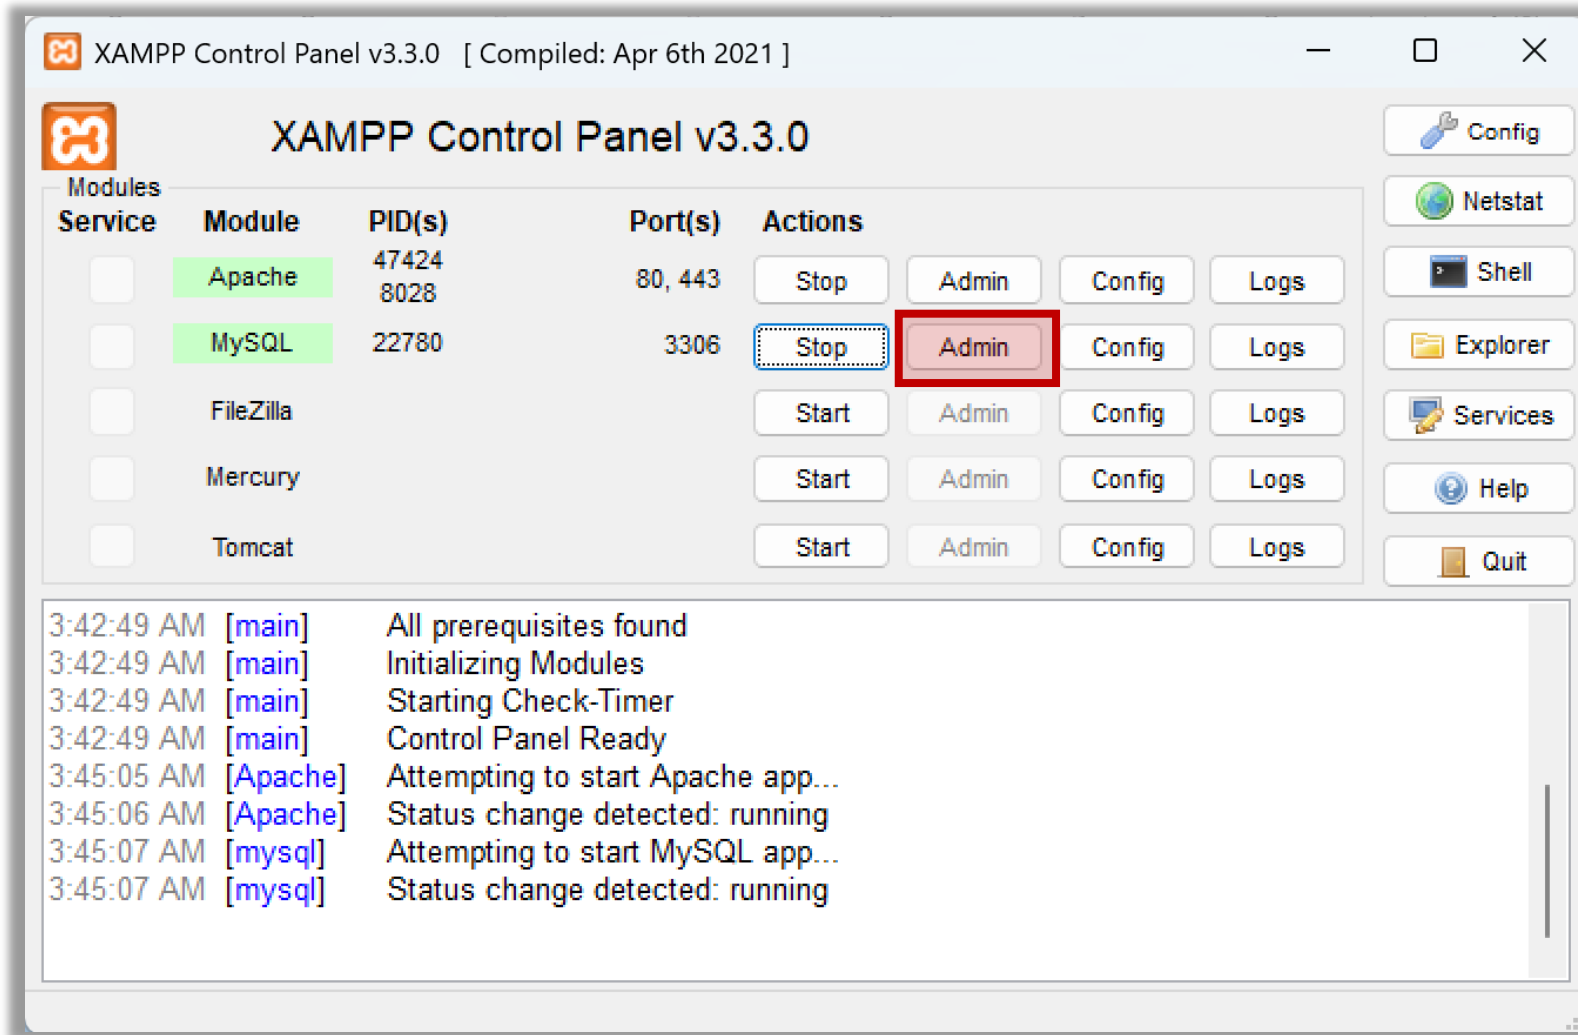 XAMPP Control Panel v3.3.0 [ Compiled: Apr 6th 2021 ]
XAMPP Control Panel v3.3.0
Config
Netstat
Shell
Explorer
Services
Help
Quit
Modules
Service Module PID(s) Port(s) Actions
Apache 47424 8028 80, 443 Stop Admin Config Logs
MySQL 22780 3306 Stop Admin Config Logs
FileZilla Start Admin Config Logs
Mercury Start Admin Config Logs
Tomcat Start Admin Config Logs
3:42:49 AM [main] All prerequisites found
3:42:49 AM [main] Initializing Modules
3:42:49 AM [main] Starting Check-Timer
3:42:49 AM [main] Control Panel Ready
3:45:05 AM [Apache] Attempting to start Apache app...
3:45:06 AM [Apache] Status change detected: running
3:45:07 AM [mysql] Attempting to start MySQL app...
3:45:07 AM [mysql] Status change detected: running